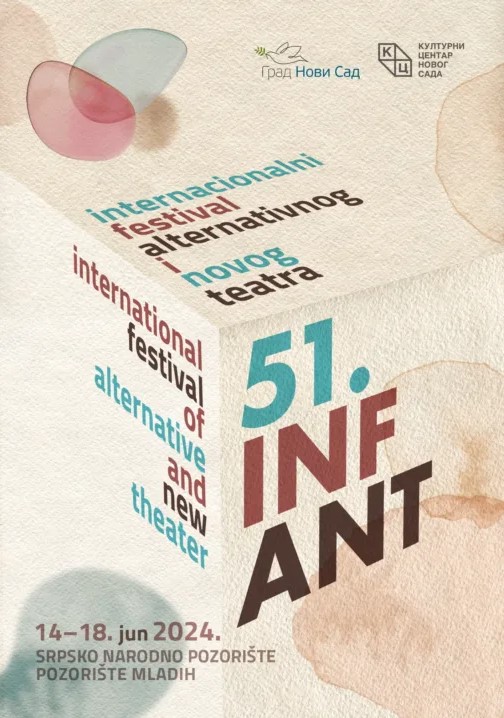 Град Нови Сад
КУЛТУРНИ
ЦЕНТАР
НОВОГ
САДА
К
Ц
internacionalni
festival
alternativnog
i novog
teatra
international
festival
of
alternative
and
new
theater
51.
INF
ANT
14–18. jun 2024.
SRPSKO NARODNO POZORIŠTE
POZORIŠTE MLADIH